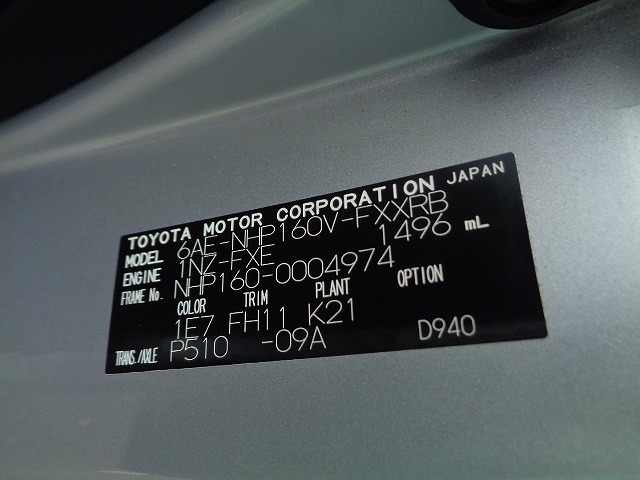 TOYOTA MOTOR CORPORATION JAPAN
MODEL 6AE-NHP160V-FXXRB
ENGINE 1NZ-FXE 1496 mL
FRAME No. NHP160-0004974
COLOR TRIM PLANT OPTION
1E7 FH11 K21
TRANS./AXLE P510 -09A D940